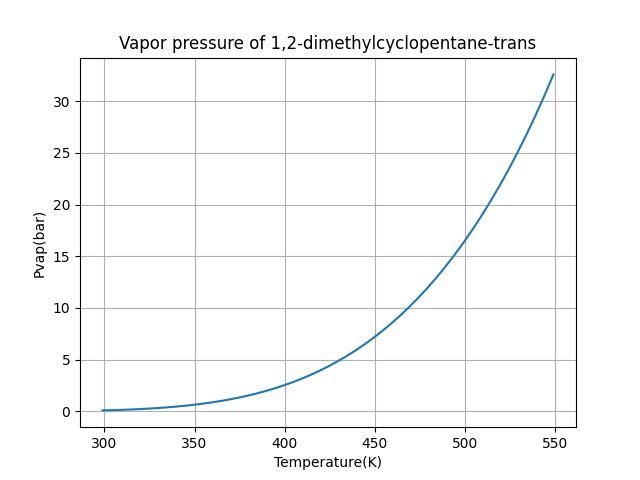 Vapor pressure of 1,2-dimethylcyclopentane-trans
Pvap(bar)
30
25
20
15
10
5
0
300 350 400 450 500 550
Temperature(K)